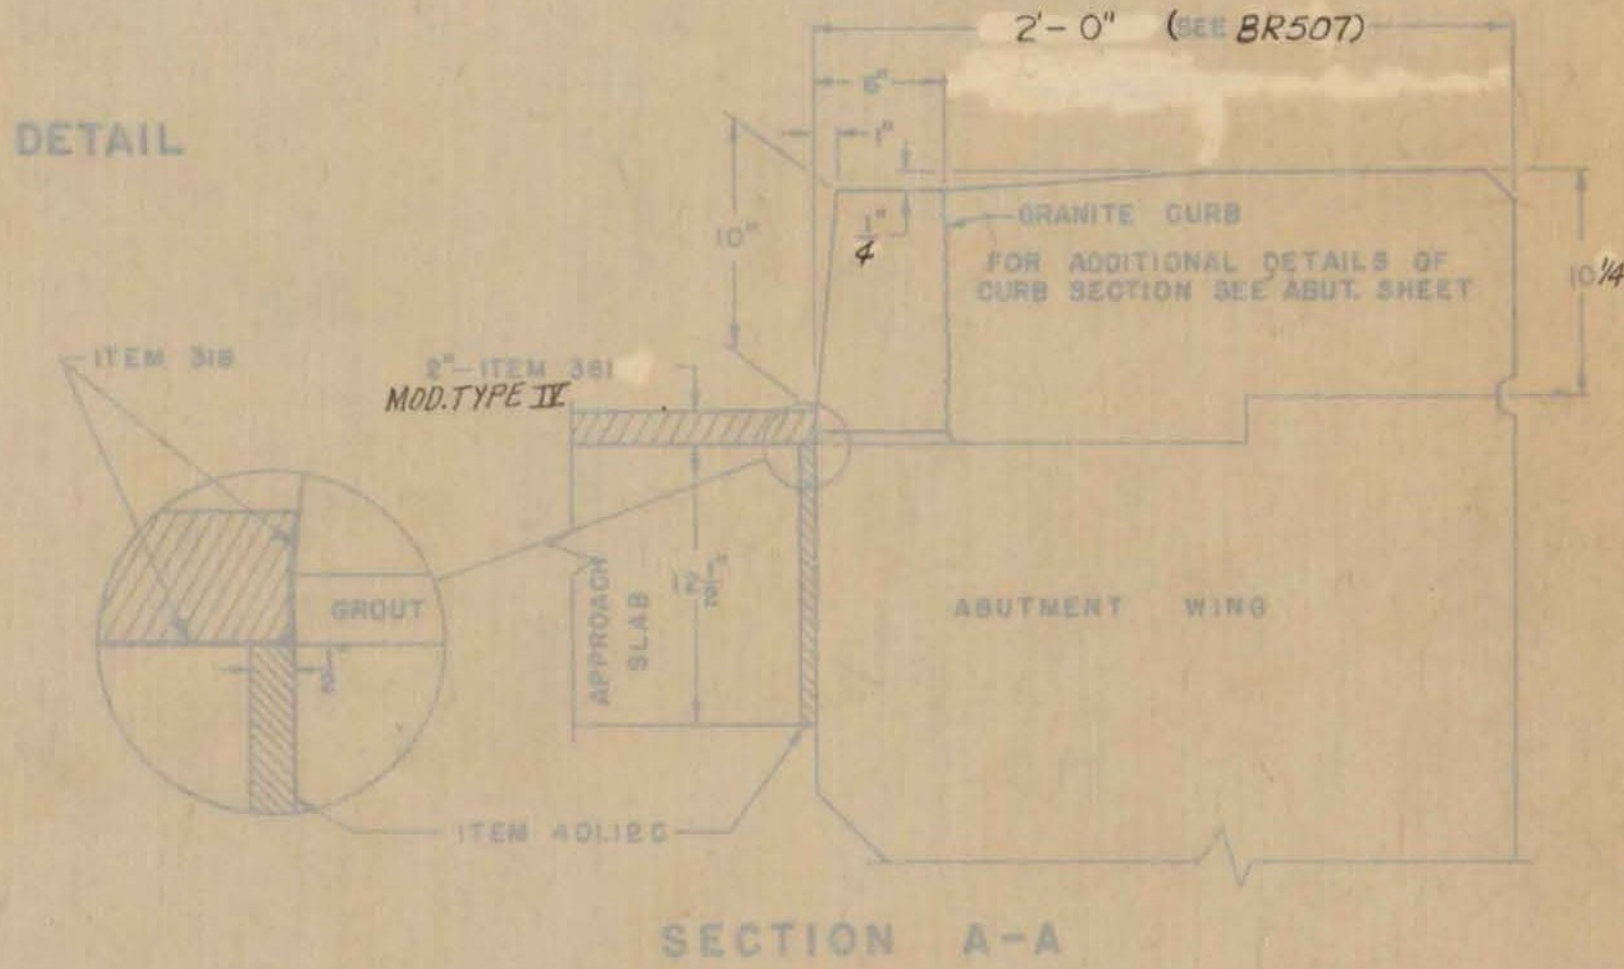 2'-0" (SEE BR507)
6"
1"
DETAIL
10"
1/4"
GRANITE CURB
FOR ADDITIONAL DETAILS OF
CURB SECTION SEE ABUT. SHEET
10 1/4
ITEM 318
2"-ITEM 381
MOD. TYPE IV
GROUT
APPROACH
SLAB
ABUTMENT WING
ITEM 401.12C
SECTION A-A